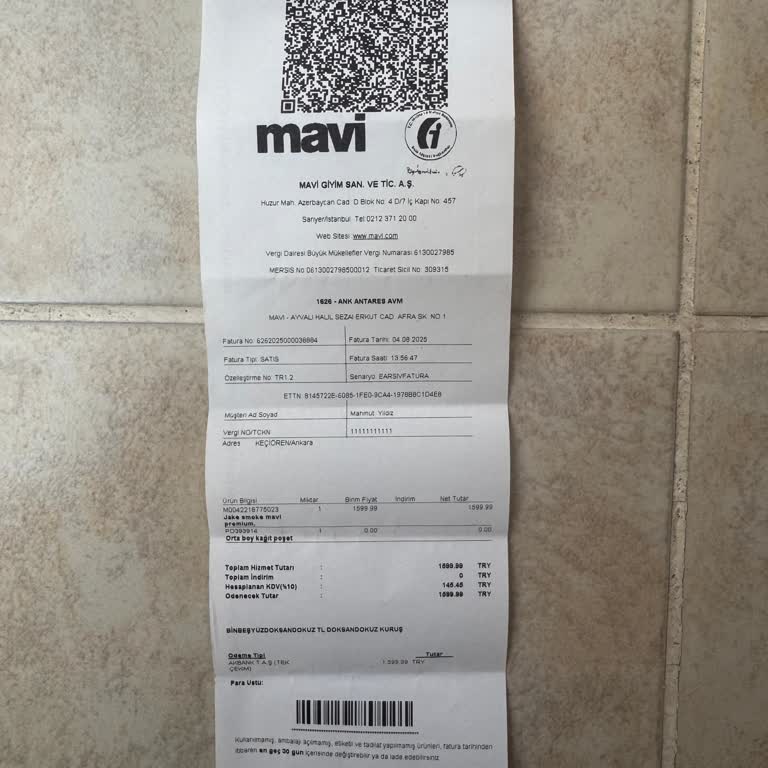 mavi
MAVİ GİYİM SAN. VE TİC. A.Ş.
Huzur Mah. Azerbaycan Cad. D Blok No: 4 D/7 İç Kapı No: 457
Sarıyer/İstanbul Tel:0212 371 20 00
Web Sitesi: www.mavi.com
Vergi Dairesi:Büyük Mükellefler Vergi Numarası:6130027985
MERSİS No:0613002798500012 Ticaret Sicil No: 309315
1626 - ANK ANTARES AVM
MAVİ - AYVALI HALİL SEZAİ ERKUT CAD. AFRA SK. NO:1
Fatura No: 6262025000038884 Fatura Tarihi: 04.08.2025
Fatura Tipi: SATIS Fatura Saati: 13:56:47
Özelleştirme No: TR1.2 Senaryo: EARSIVFATURA
ETTN: 8145722E-6085-1FE0-9CA4-1978B8C1D4E8
Müşteri Ad Soyad Mahmut Yildiz
Vergi NO/TCKN 11111111111
Adres KEÇİÖREN/Ankara
Ürün Bilgisi Miktar Birim Fiyat İndirim Net Tutar
M0042218775023 1 1599.99 1599.99
Jake smoke mavi
premium,
PO393914 1 0.00 0.00
Orta boy kağıt poşet
Toplam Hizmet Tutarı : 1599.99 TRY
Toplam İndirim : 0 TRY
Hesaplanan KDV(%10) : 145.45 TRY
Odenecek Tutar : 1599.99 TRY
BİNBEŞYÜZDOKSANDOKUZ TL DOKSANDOKUZ KURUŞ
Ödeme Tipi Tutar
AKBANK T.A.Ş (TEK 1.599.99 TRY
ÇEKİM)
Para Üstü:
Kullanılmamış, ambalajı açılmamış, etiketli ve tadilat yapılmamış ürünleri, fatura tarihinden
itibaren en geç 30 gün içerisinde değiştirebilir ya da iade edebilirsiniz.